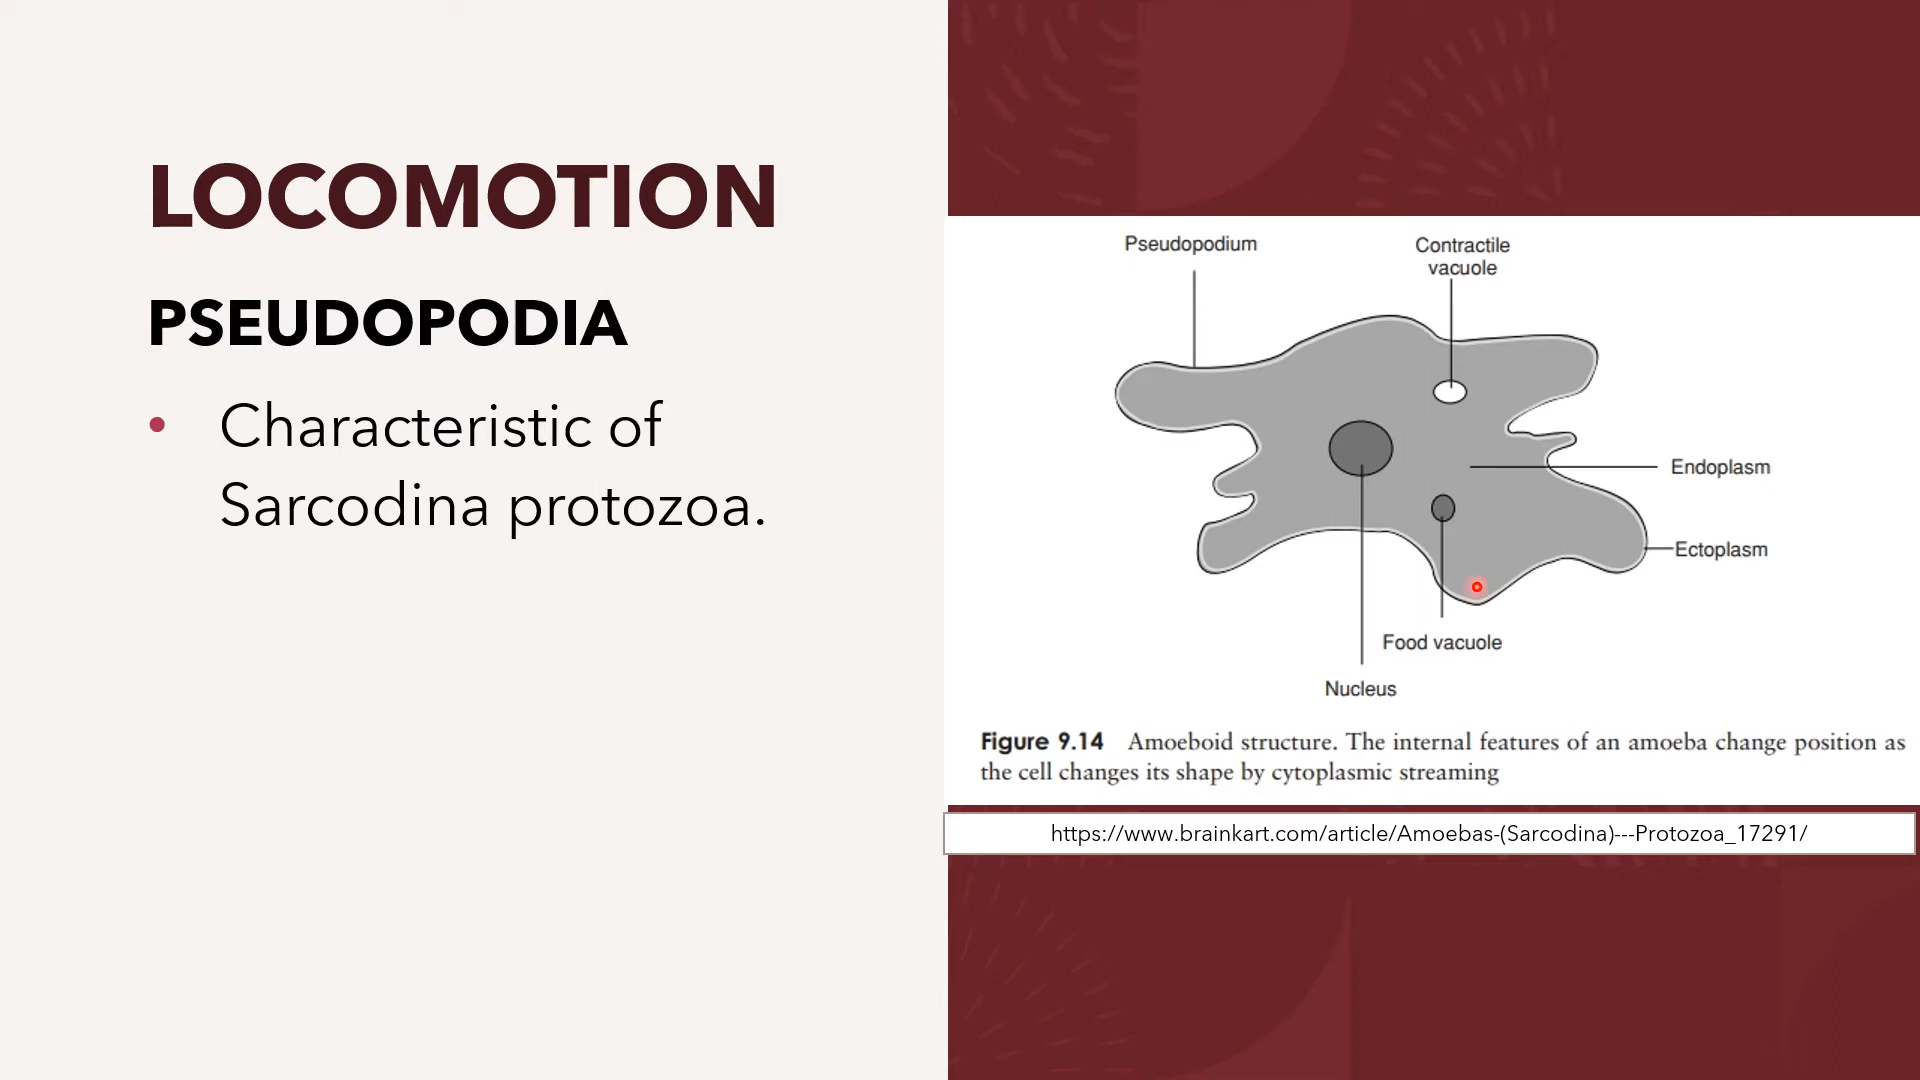 LOCOMOTION
PSEUDOPODIA
• Characteristic of
Sarcodina protozoa.
Pseudopodium
Contractile
vacuole
Endoplasm
Ectoplasm
Food vacuole
Nucleus
Figure 9.14 Amoeboid structure. The internal features of an amoeba change position as
the cell changes its shape by cytoplasmic streaming
https://www.brainkart.com/article/Amoebas-(Sarcodina)---Protozoa_17291/